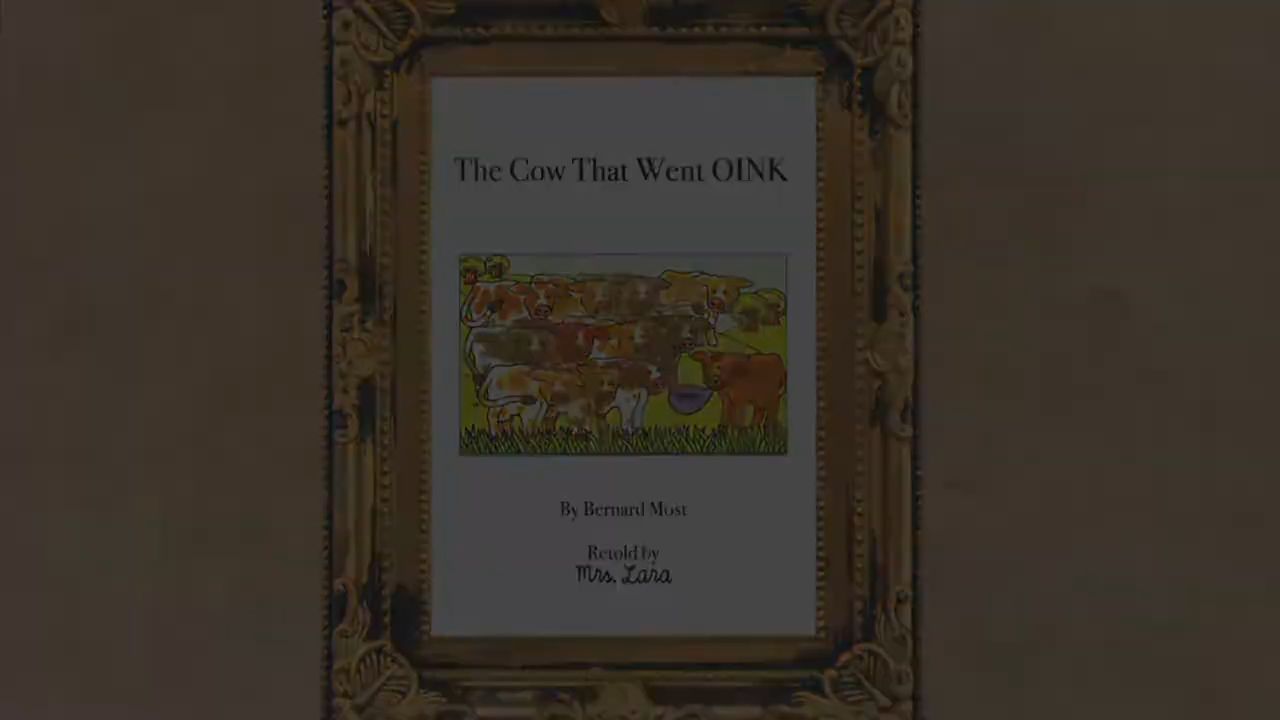 The Cow That Went OINK
By Bernard Most
Retold by
Mrs. Lara